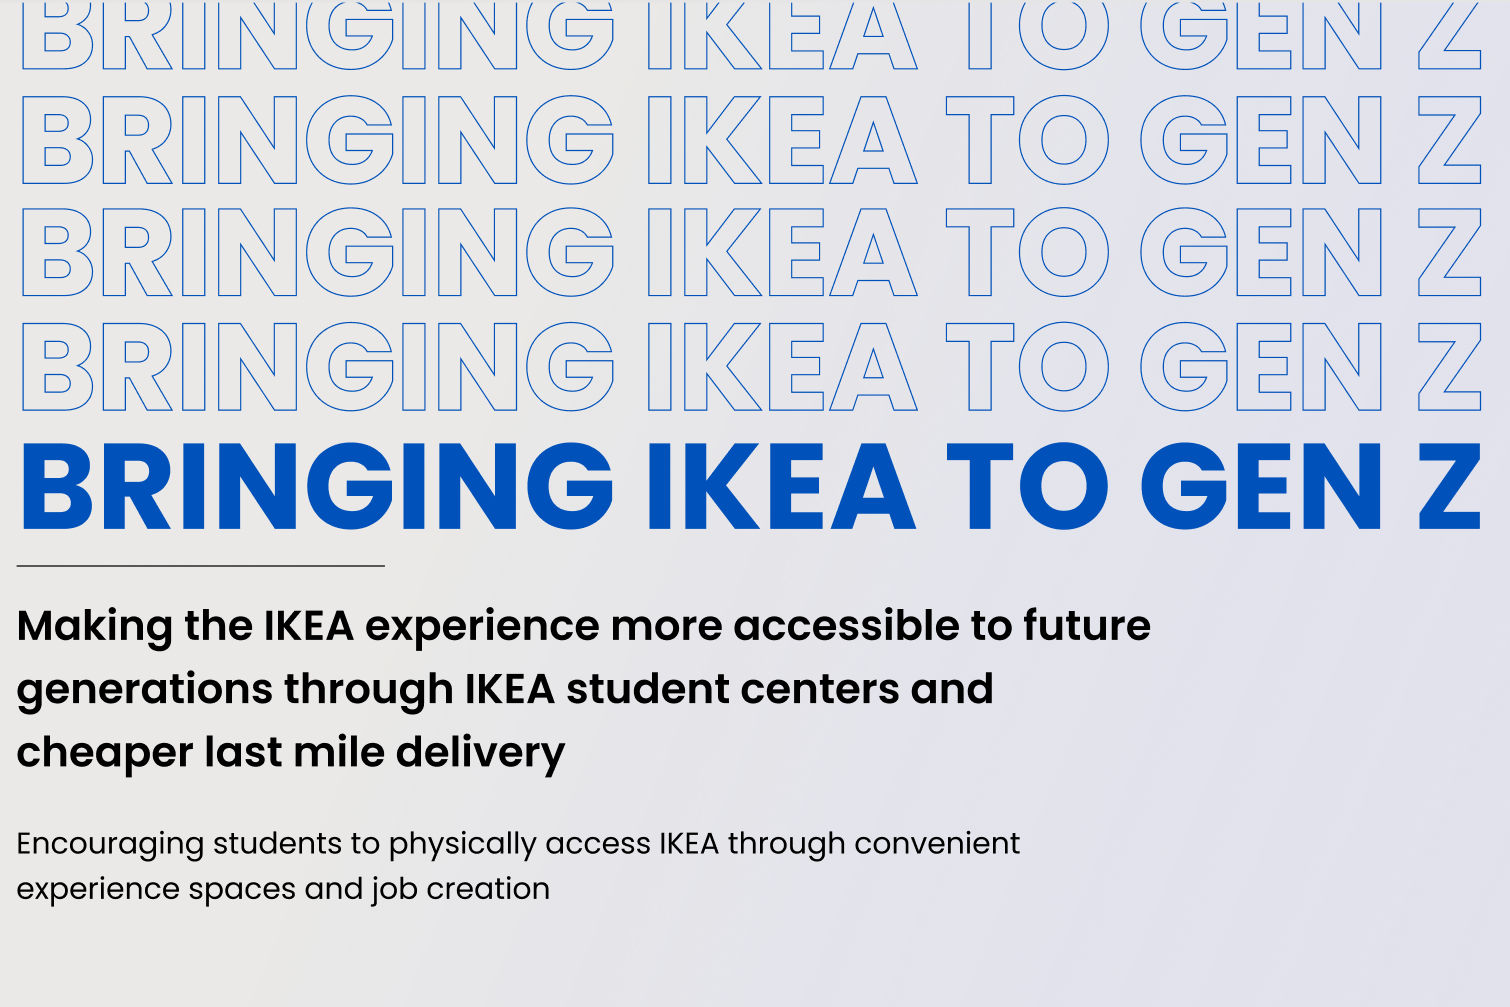 BRINGING IKEA TO GEN Z
BRINGING IKEA TO GEN Z
BRINGING IKEA TO GEN Z
BRINGING IKEA TO GEN Z
BRINGING IKEA TO GEN Z
Making the IKEA experience more accessible to future
generations through IKEA student centers and
cheaper last mile delivery
Encouraging students to physically access IKEA through convenient
experience spaces and job creation